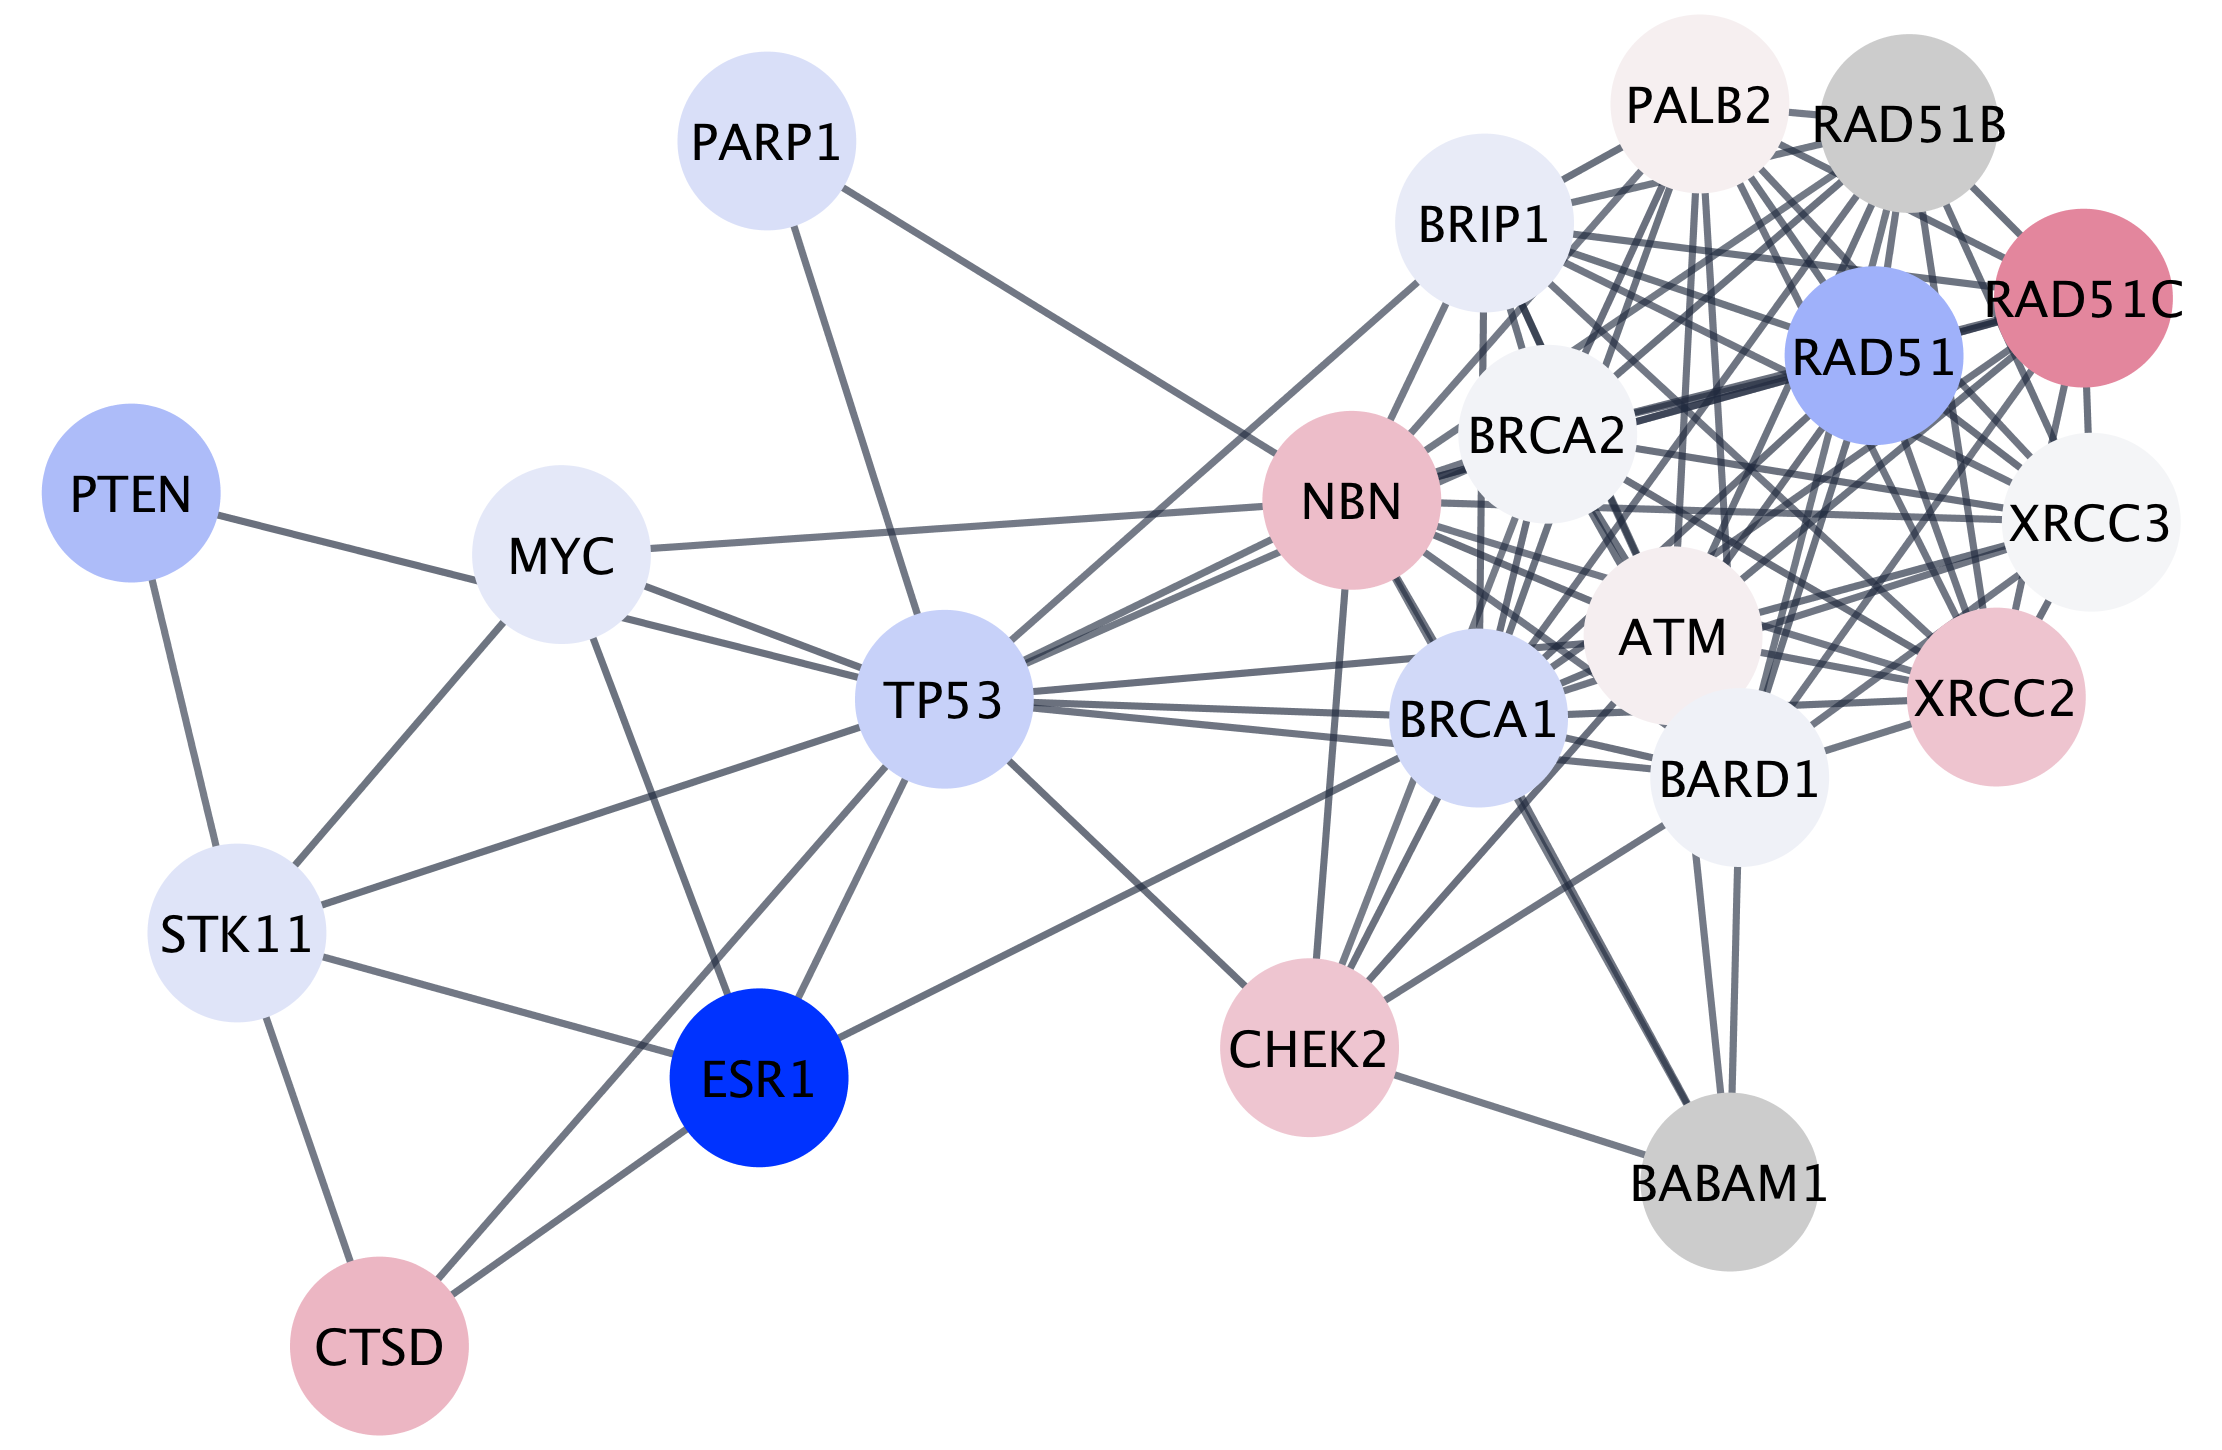 PALB2
RAD51B
PARP1
BRIP1
RAD51C
RAD51
BRCA2
PTEN
NBN
XRCC3
MYC
ATM
TP53
XRCC2
BRCA1
BARD1
STK11
CHEK2
ESR1
BABAM1
CTSD